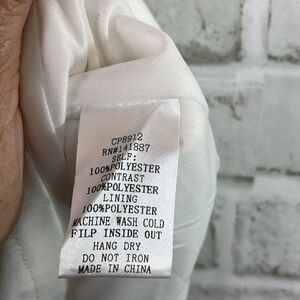 CP8912
RN#141887
SELF:
100%POLYESTER
CONTRAST
100%POLYESTER
LINING
100%POLYESTER
MACHINE WASH COLD
FILP INSIDE OUT
HANG DRY
DO NOT IRON
MADE IN CHINA